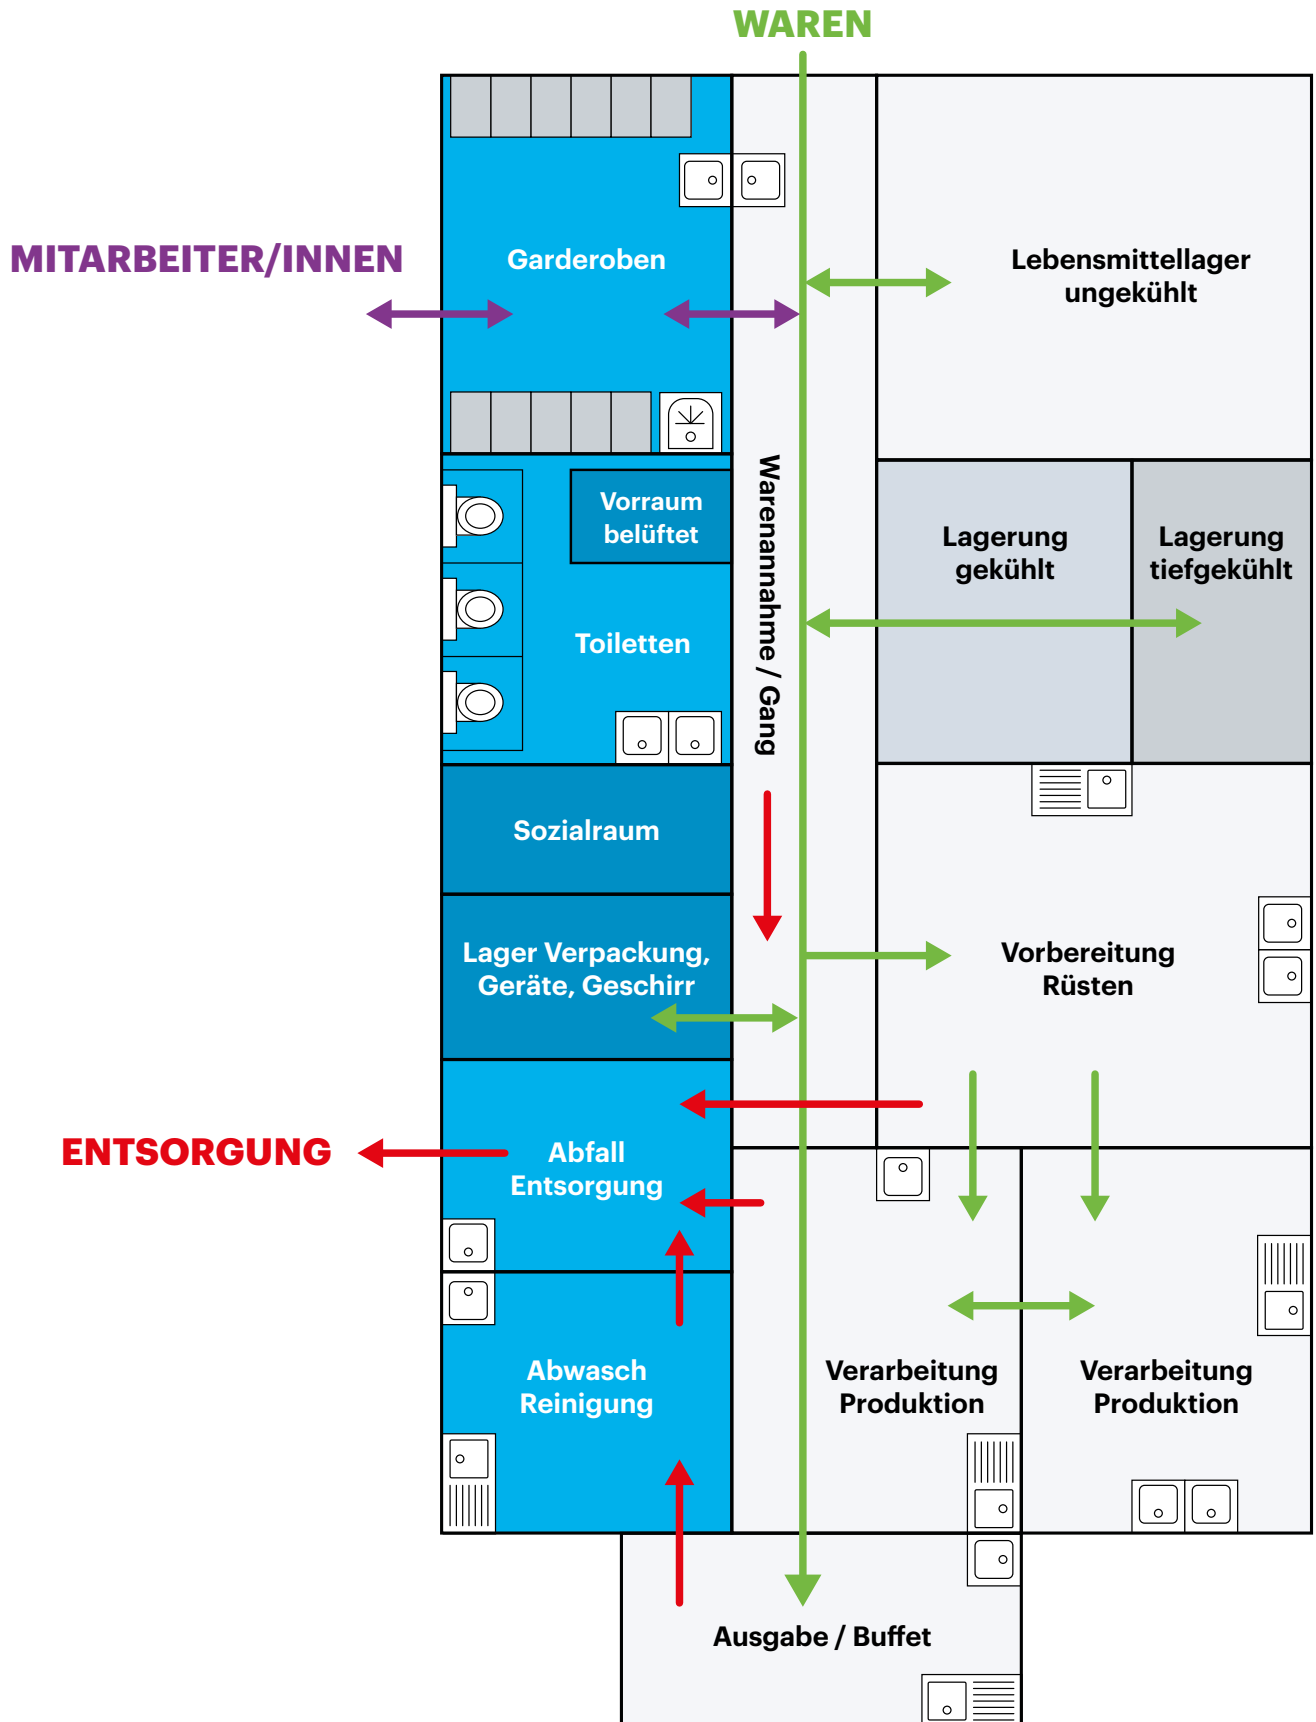 WAREN
MITARBEITER/INNEN
Garderoben
Lebensmittellager
ungekühlt
Vorraum
belüftet
Warenannahme / Gang
Lagerung
gekühlt
Lagerung
tiefgekühlt
Toiletten
Sozialraum
Lager Verpackung,
Geräte, Geschirr
Vorbereitung
Rüsten
ENTSORGUNG
Abfall
Entsorgung
Abwasch
Reinigung
Verarbeitung
Produktion
Verarbeitung
Produktion
Ausgabe / Buffet